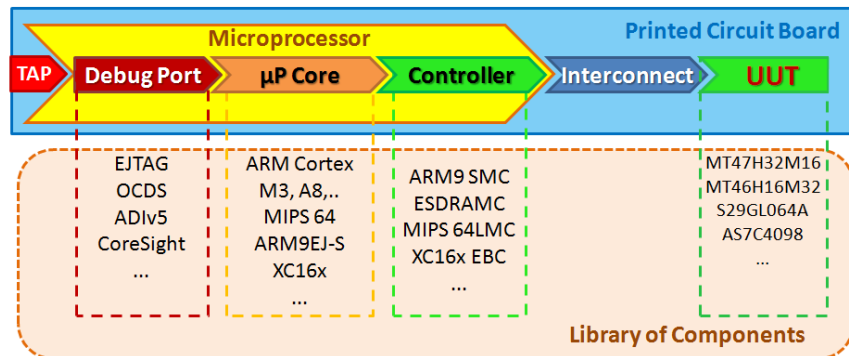 Microprocessor
Printed Circuit Board
TAP
Debug Port
µP Core
Controller
Interconnect
UUT
EJTAG
OCDS
ADIv5
CoreSight
...
ARM Cortex
M3, A8,..
MIPS 64
ARM9EJ-S
XC16x
...
ARM9 SMC
ESDRAMC
MIPS 64LMC
XC16x EBC
...
MT47H32M16
MT46H16M32
S29GL064A
AS7C4098
...
Library of Components